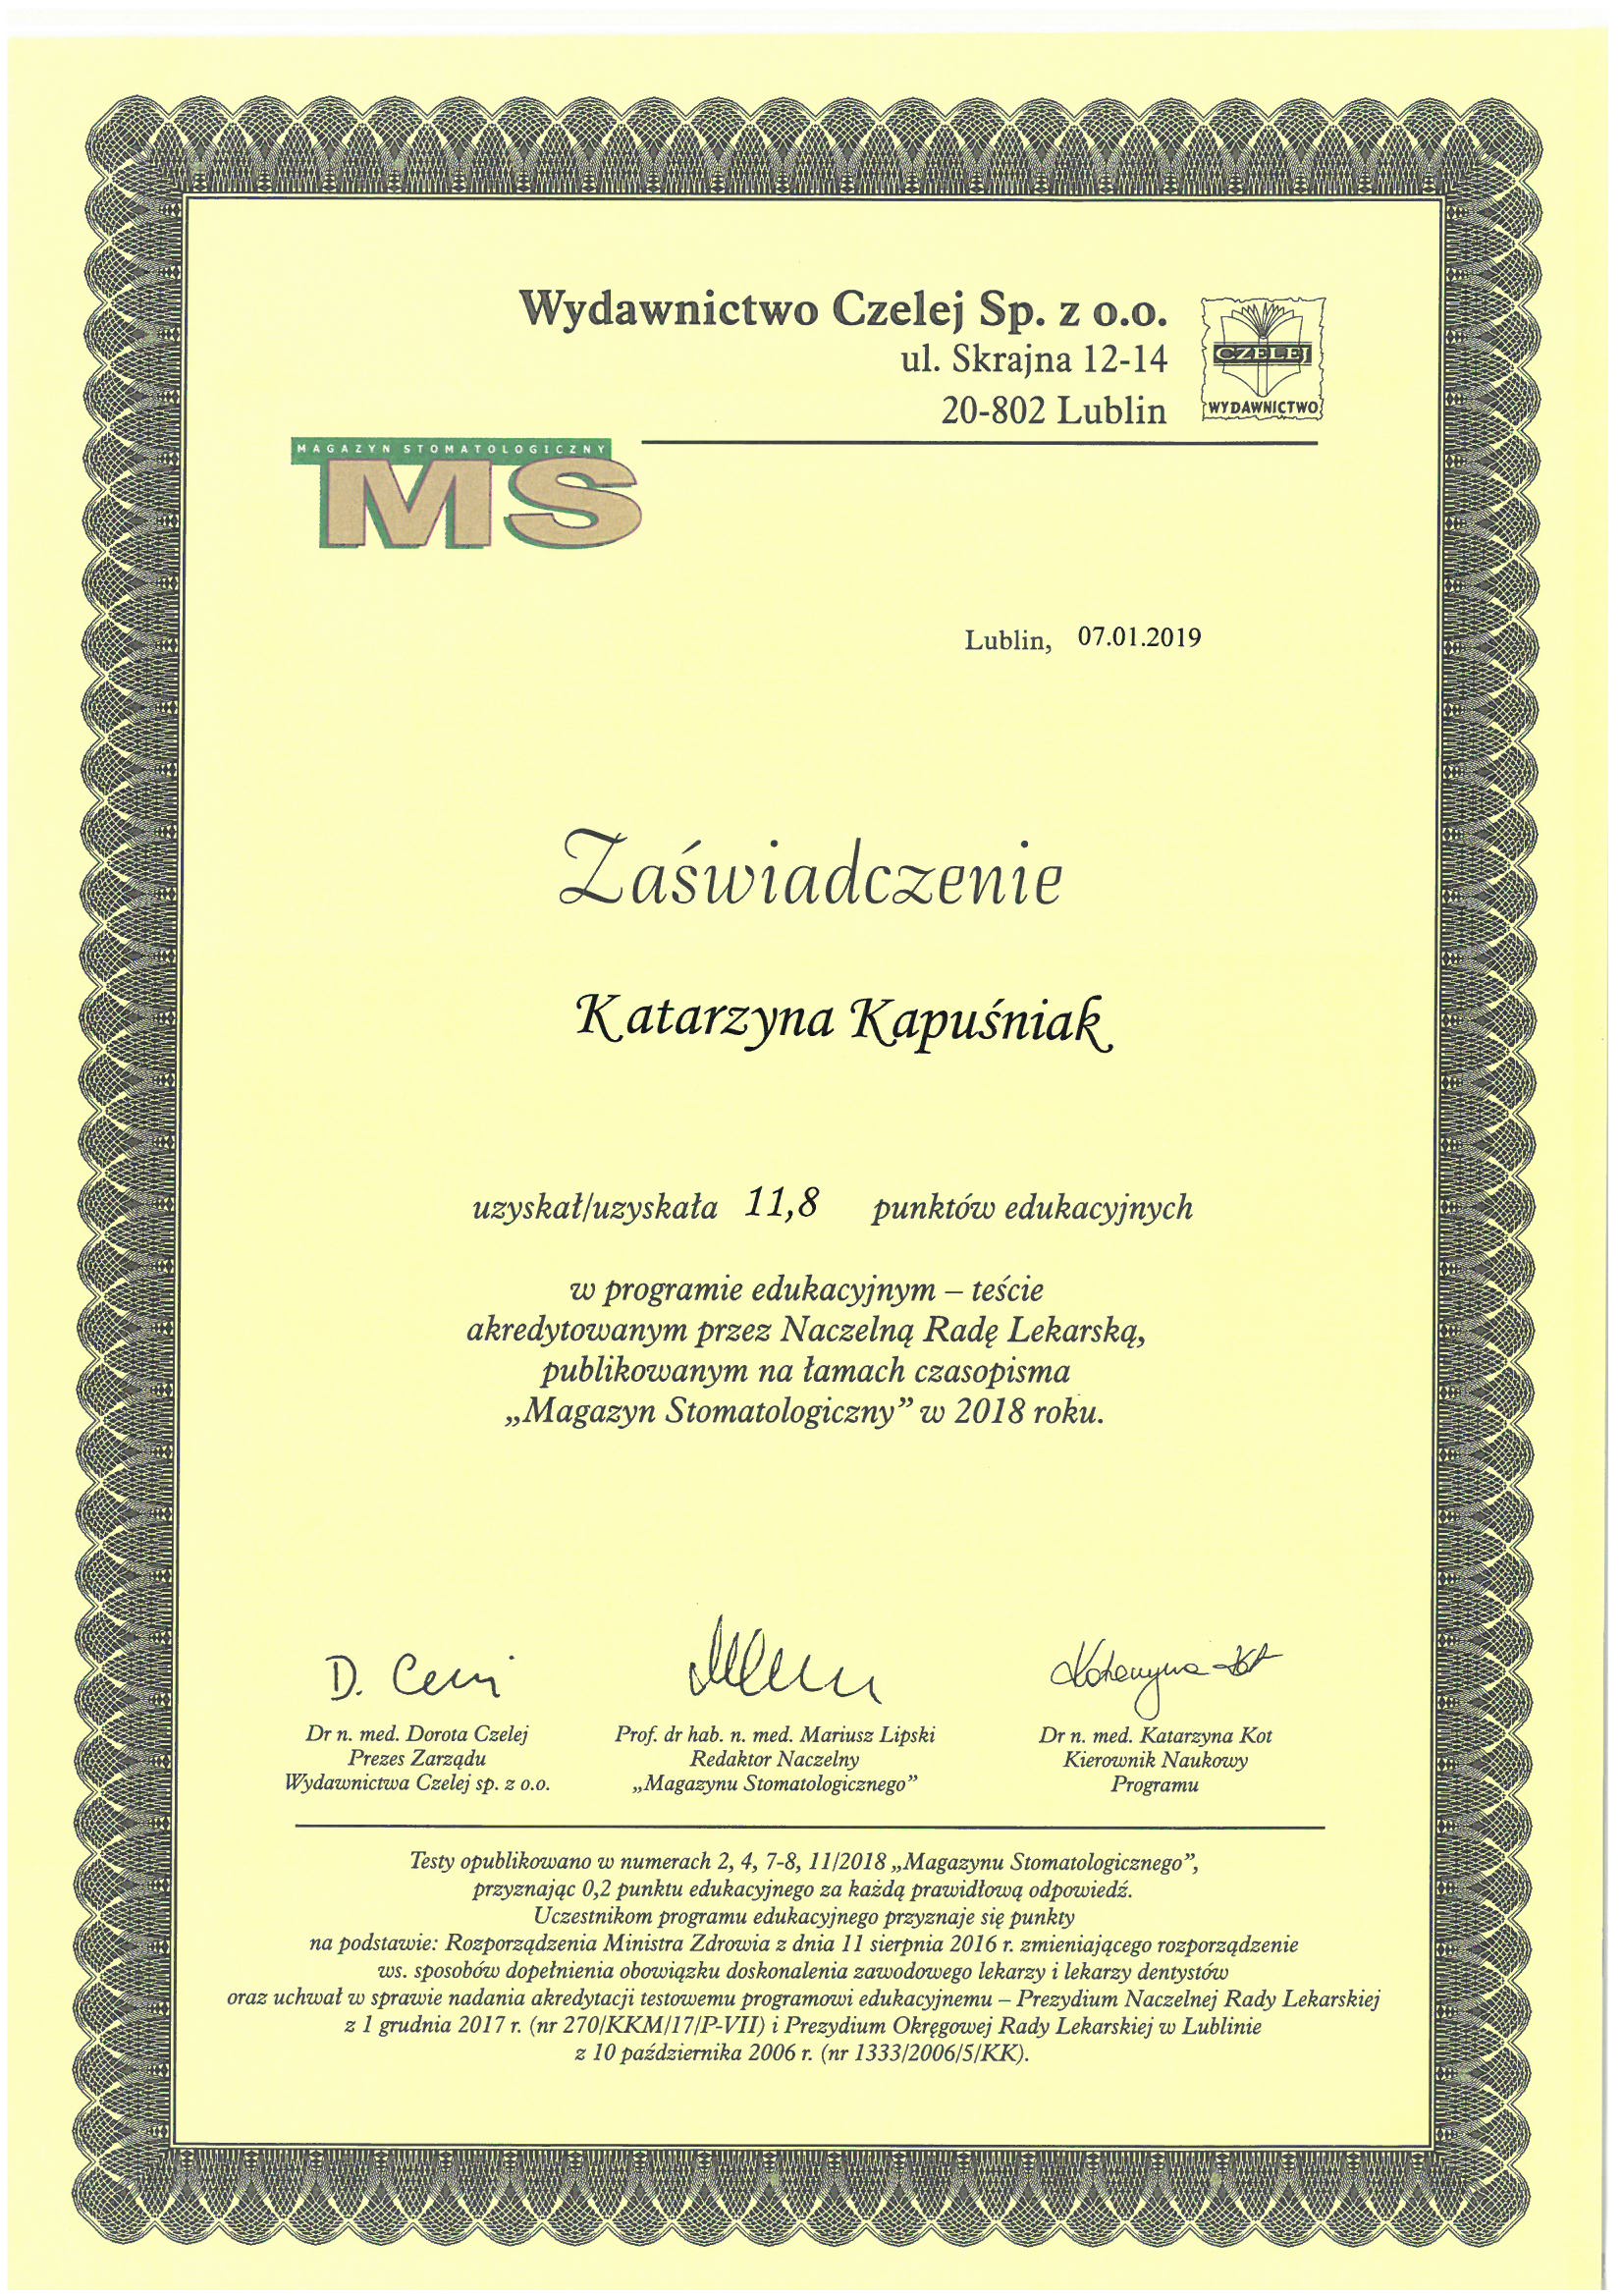 Wydawnictwo Czelej Sp. z o.o.
ul. Skrajna 12-14
20-802 Lublin
CZELEJ
WYDAWNICTWO
MAGAZYN STOMATOLOGICZNY
MS
Lublin, 07.01.2019
Zaświadczenie
Katarzyna Kapuśniak
uzyskał/uzyskała 11,8 punktów edukacyjnych
w programie edukacyjnym – teście
akredytowanym przez Naczelną Radę Lekarską,
publikowanym na łamach czasopisma
„Magazyn Stomatologiczny” w 2018 roku.
D. Czelej
Katarzyna Kot
Dr n. med. Dorota Czelej
Prezes Zarządu
Wydawnictwa Czelej sp. z o.o.
Prof. dr hab. n. med. Mariusz Lipski
Redaktor Naczelny
„Magazynu Stomatologicznego”
Dr n. med. Katarzyna Kot
Kierownik Naukowy
Programu
Testy opublikowano w numerach 2, 4, 7-8, 11/2018 „Magazynu Stomatologicznego”,
przyznając 0,2 punktu edukacyjnego za każdą prawidłową odpowiedź.
Uczestnikom programu edukacyjnego przyznaje się punkty
na podstawie: Rozporządzenia Ministra Zdrowia z dnia 11 sierpnia 2016 r. zmieniającego rozporządzenie
ws. sposobów dopełnienia obowiązku doskonalenia zawodowego lekarzy i lekarzy dentystów
oraz uchwał w sprawie nadania akredytacji testowemu programowi edukacyjnemu – Prezydium Naczelnej Rady Lekarskiej
z 1 grudnia 2017 r. (nr 270/KKM/17/P-VII) i Prezydium Okręgowej Rady Lekarskiej w Lublinie
z 10 października 2006 r. (nr 1333/2006/5/KK).